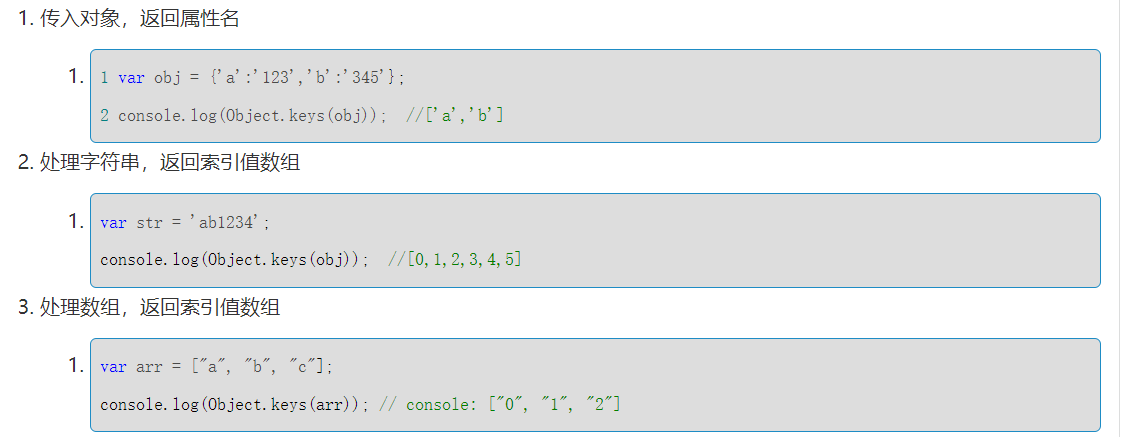 1. 传入对象，返回属性名
1. 1 var obj = {'a':'123','b':'345'};
2 console.log(Object.keys(obj));  //['a','b']
2. 处理字符串，返回索引值数组
1. var str = 'ab1234';
console.log(Object.keys(obj));  //[0,1,2,3,4,5]
3. 处理数组，返回索引值数组
1. var arr = ["a", "b", "c"];
console.log(Object.keys(arr)); // console: ["0", "1", "2"]